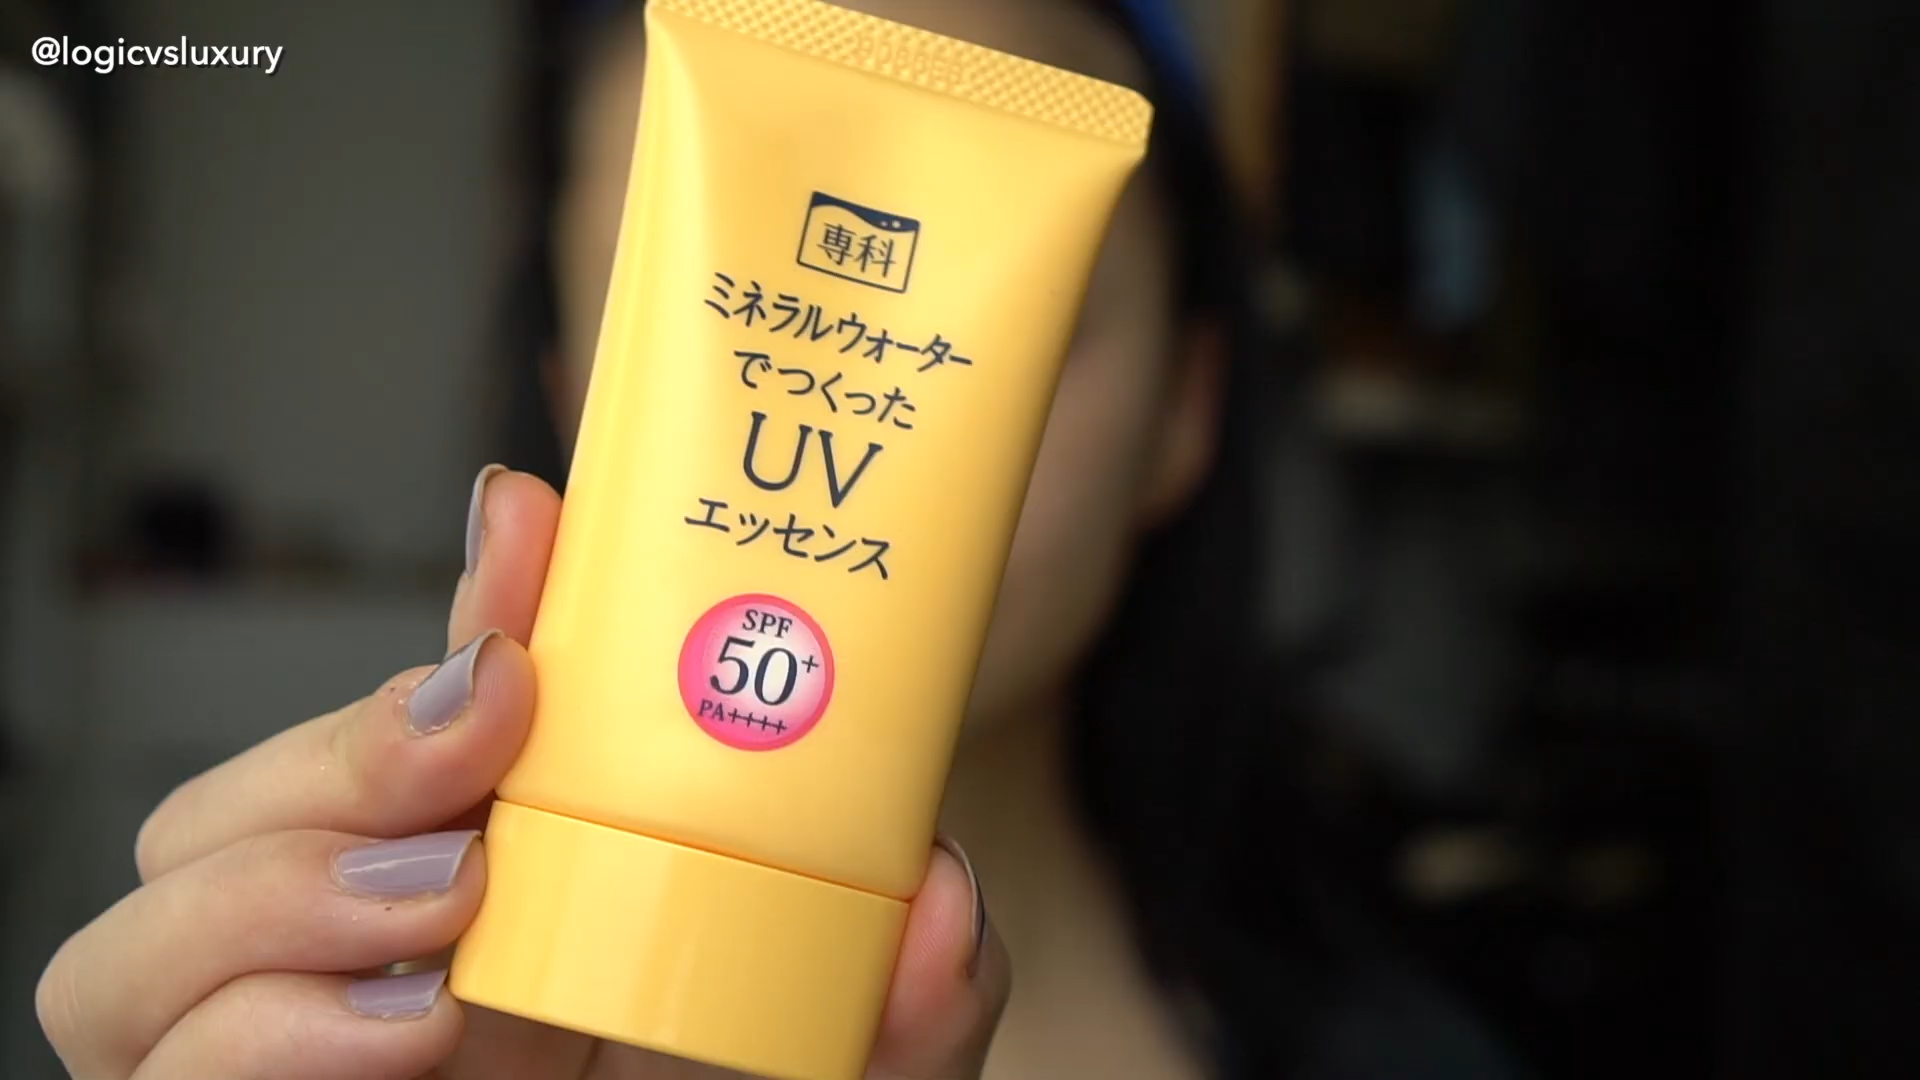 @logicvsluxury
専科
ミネラルウォーター
でつくった
UV
エッセンス
SPF
50+
PA++++